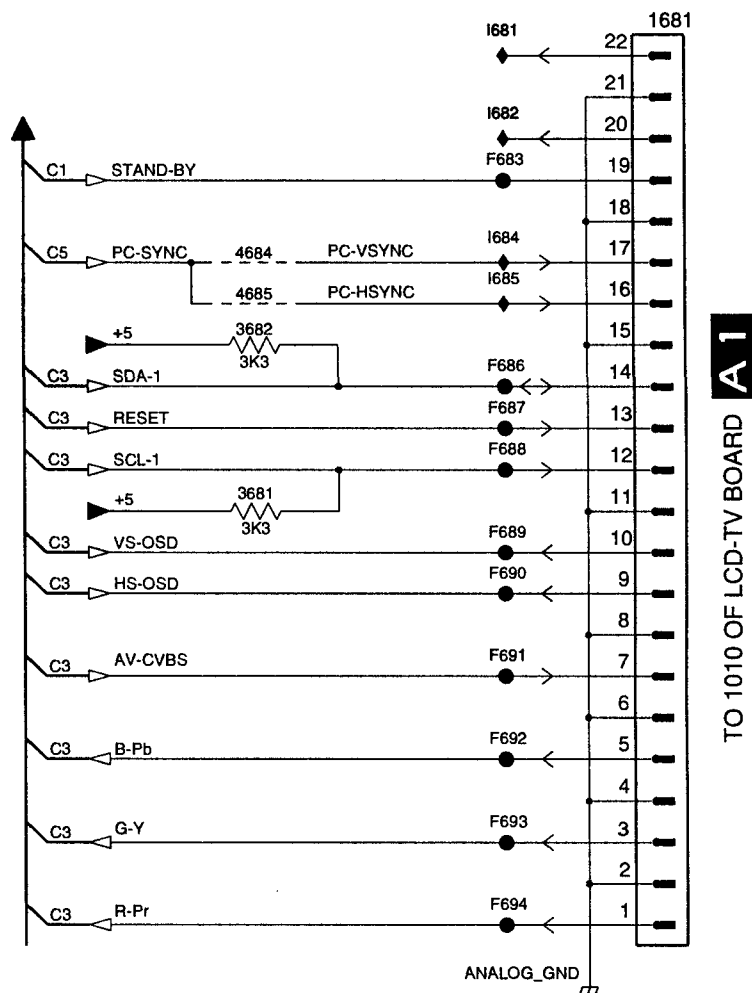 1681
I681
22
21
I682
20
C1 STAND-BY F683 19
18
C5 PC-SYNC 4684 PC-VSYNC I684 17
4685 PC-HSYNC I685 16
+5 3682 3K3 15
C3 SDA-1 F686 14
C3 RESET F687 13
C3 SCL-1 F688 12
+5 3681 3K3 11
C3 VS-OSD F689 10
C3 HS-OSD F690 9
8
C3 AV-CVBS F691 7
6
C3 B-Pb F692 5
4
C3 G-Y F693 3
2
C3 R-Pr F694 1
ANALOG_GND
TO 1010 OF LCD-TV BOARD A 1